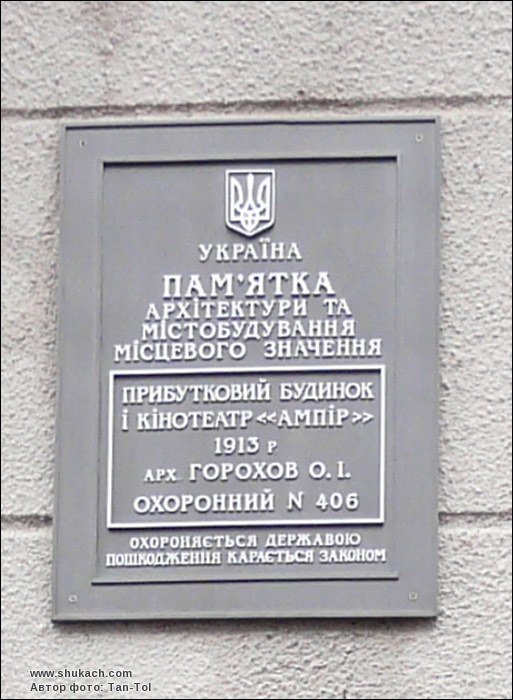 УКРАЇНА
ПАМ'ЯТКА
АРХІТЕКТУРИ ТА
МІСТОБУДУВАННЯ
МІСЦЕВОГО ЗНАЧЕННЯ
ПРИБУТКОВИЙ БУДИНОК
І КІНОТЕАТР <<АМПІР>>
1913 Р
АРХ. ГОРОХОВ О.І.
ОХОРОННИЙ N 406
ОХОРОНЯЄТЬСЯ ДЕРЖАВОЮ
ПОШКОДЖЕННЯ КАРАЄТЬСЯ ЗАКОНОМ
www.shukach.com
Автор фото: Tan-Tol